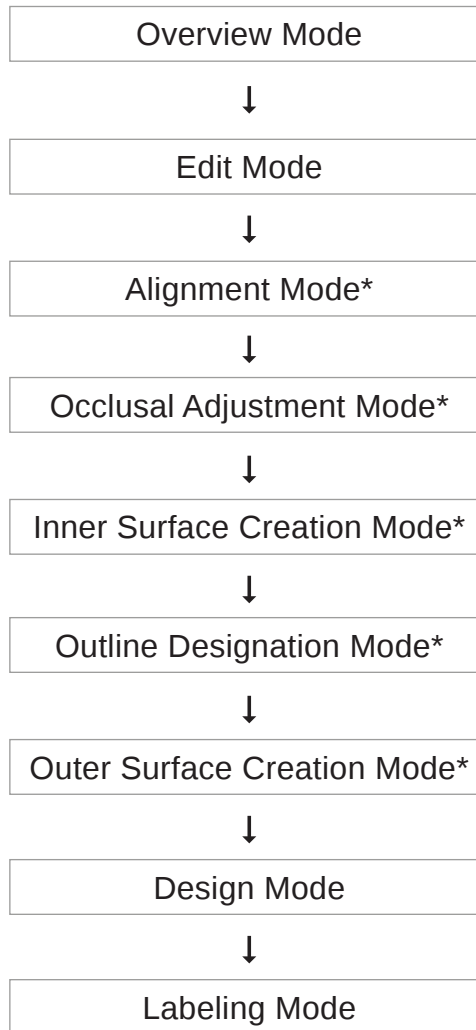 Overview Mode
Edit Mode
Alignment Mode*
Occlusal Adjustment Mode*
Inner Surface Creation Mode*
Outline Designation Mode*
Outer Surface Creation Mode*
Design Mode
Labeling Mode